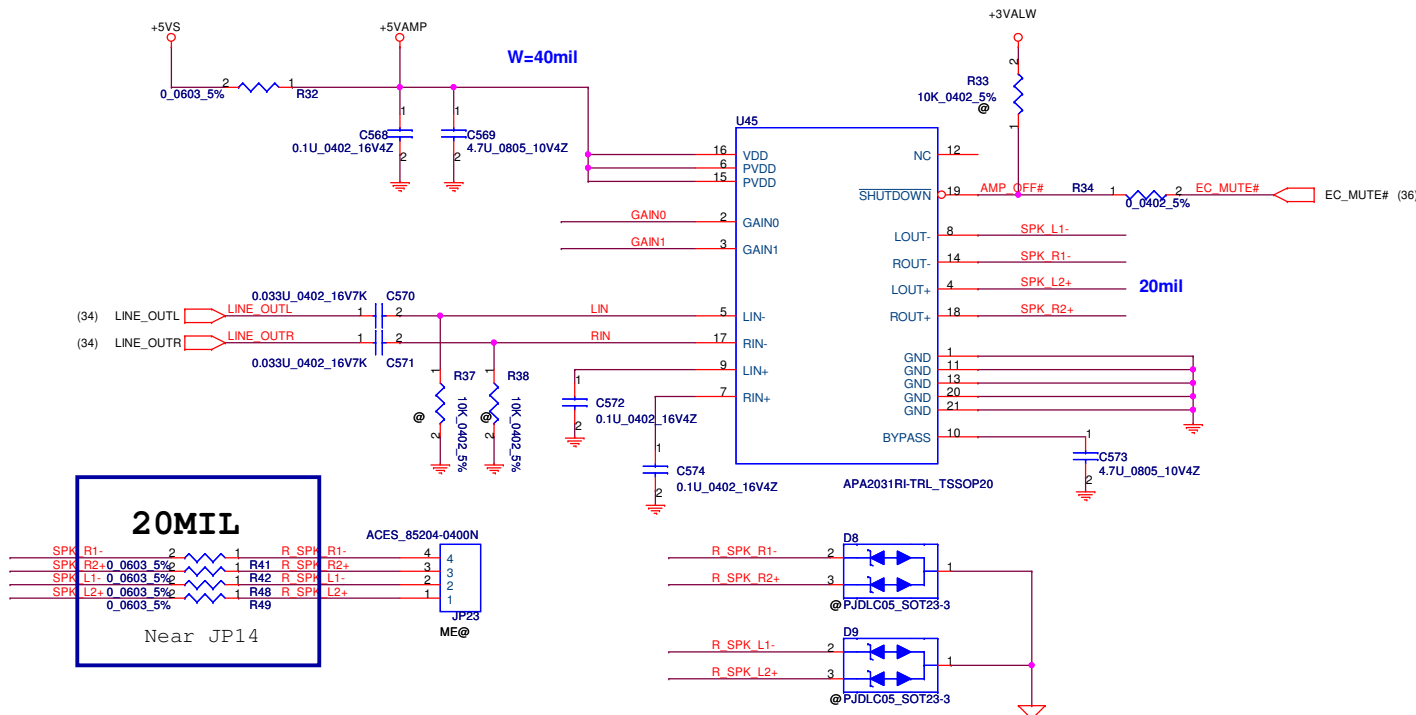 +5VS
+5VAMP
+3VALW
W=40mil
2
1
0_0603_5%
R32
R33
10K_0402_5%
@
2
1
1
C568
0.1U_0402_16V4Z
2
1
C569
4.7U_0805_10V4Z
2
U45
16 VDD
6 PVDD
15 PVDD
GAIN0 2 GAIN0
GAIN1 3 GAIN1
NC 12
SHUTDOWN 19 AMP_OFF#
R34
1 2
0_0402_5%
EC_MUTE#
EC_MUTE# (36)
LOUT- 8 SPK_L1-
ROUT- 14 SPK_R1-
LOUT+ 4 SPK_L2+
ROUT+ 18 SPK_R2+
20mil
0.033U_0402_16V7K C570
(34) LINE_OUTL LINE_OUTL 1 2 LIN 5 LIN-
(34) LINE_OUTR LINE_OUTR 1 2 RIN 17 RIN-
0.033U_0402_16V7K C571
9 LIN+
7 RIN+
GND 1
GND 11
GND 13
GND 20
GND 21
BYPASS 10
1
R37
10K_0402_5%
@
2
1
R38
10K_0402_5%
@
2
1
C572
0.1U_0402_16V4Z
2
1
C574
0.1U_0402_16V4Z
2
1
C573
4.7U_0805_10V4Z
2
APA2031RI-TRL_TSSOP20
20MIL
ACES_85204-0400N
SPK_R1- 2 1 R_SPK_R1- 4 4
SPK_R2+ 0_0603_5% 2 1 R41 R_SPK_R2+ 3 3
SPK_L1- 0_0603_5% 2 1 R42 R_SPK_L1- 2 2
SPK_L2+ 0_0603_5% 2 1 R48 R_SPK_L2+ 1 1
0_0603_5% R49
JP23
ME@
Near JP14
D8
R_SPK_R1- 2
R_SPK_R2+ 3
1
@ PJDLC05_SOT23-3
D9
R_SPK_L1- 2
R_SPK_L2+ 3
1
@ PJDLC05_SOT23-3